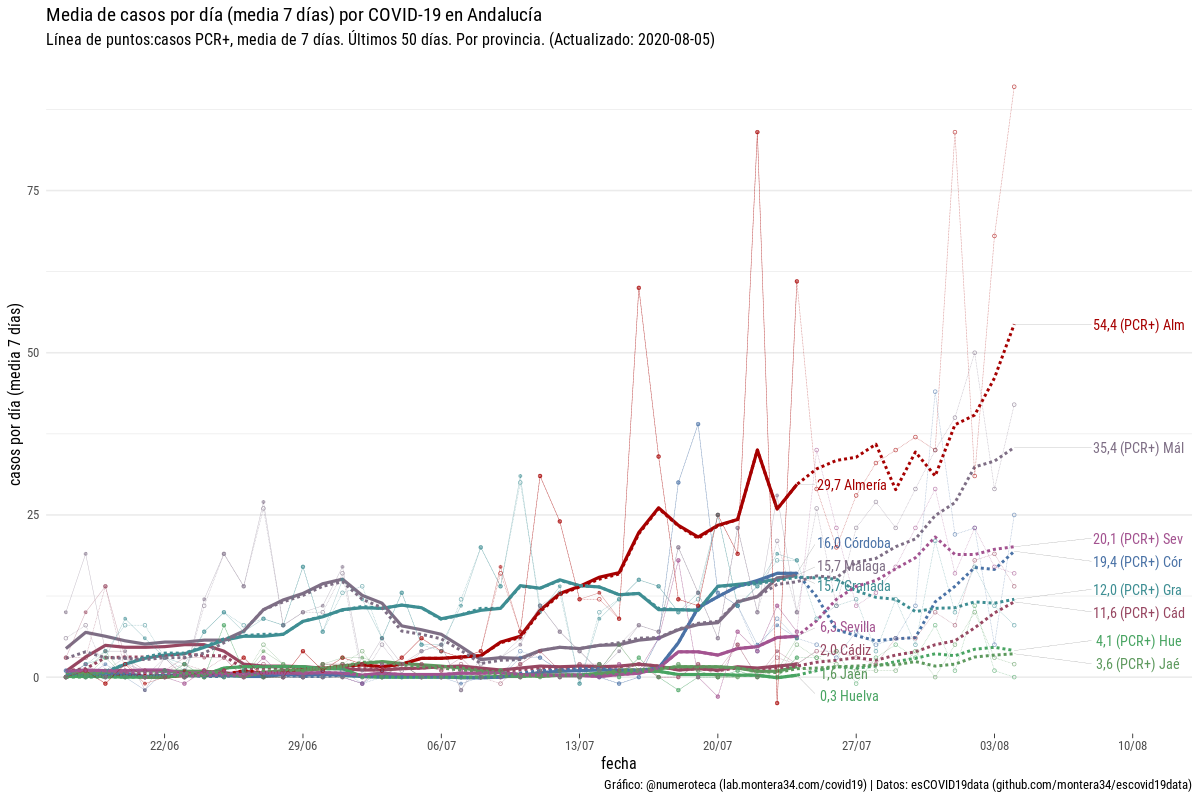 Media de casos por día (media 7 días) por COVID-19 en Andalucía
Línea de puntos:casos PCR+, media de 7 días. Últimos 50 días. Por provincia. (Actualizado: 2020-08-05)
casos por día (media 7 días)
75
50
25
0
54,4 (PCR+) Alm
35,4 (PCR+) Mál
29,7 Almería
20,1 (PCR+) Sev
16,0 Córdoba
19,4 (PCR+) Cór
15,7 Málaga
15,7 Granada
12,0 (PCR+) Gra
11,6 (PCR+) Cád
6,3 Sevilla
4,1 (PCR+) Hue
2,0 Cádiz
3,6 (PCR+) Jaé
1,6 Jaén
0,3 Huelva
22/06
29/06
06/07
13/07
20/07
27/07
03/08
10/08
fecha
Gráfico: @numeroteca (lab.montera34.com/covid19) | Datos: esCOVID19data (github.com/montera34/escovid19data)